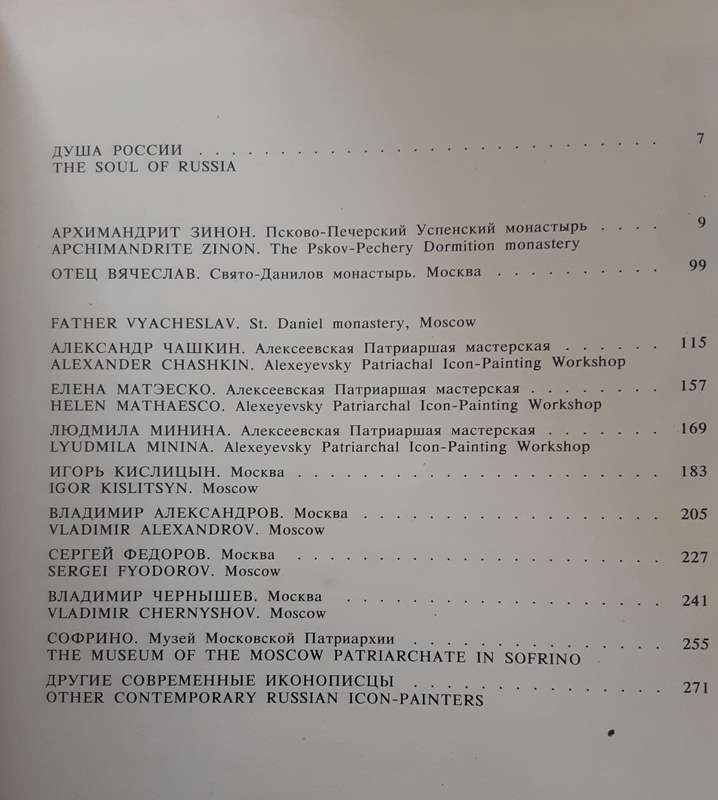 ДУША РОССИИ . . . . . . . . . . . . . . . . . . 7
THE SOUL OF RUSSIA
АРХИМАНДРИТ ЗИНОН. Псково-Печерский Успенский монастырь . . . . 9
APCHIMANDRITE ZINON. The Pskov-Pechery Dormition monastery
ОТЕЦ ВЯЧЕСЛАВ. Свято-Данилов монастырь. Москва . . . . . . . . . . 99
FATHER VYACHESLAV. St. Daniel monastery, Moscow
АЛЕКСАНДР ЧАШКИН. Алексеевская Патриаршая мастерская . . . . . . 115
ALEXANDER CHASHKIN. Alexeyevsky Patriachal Icon-Painting Workshop
ЕЛЕНА МАТЭЕСКО. Алексеевская Патриаршая мастерская . . . . . . . . 157
HELEN MATHAESCO. Alexeyevsky Patriarchal Icon-Painting Workshop
ЛЮДМИЛА МИНИНА. Алексеевская Патриаршая мастерская . . . . . . . 169
LYUDMILA MININA. Alexeyevsky Patriarchal Icon-Painting Workshop
ИГОРЬ КИСЛИЦЫН. Москва . . . . . . . . . . . . . . 183
IGOR KISLITSYN. Moscow
ВЛАДИМИР АЛЕКСАНДРОВ. Москва . . . . . . . . . . . . 205
VLADIMIR ALEXANDROV. Moscow
СЕРГЕЙ ФЕДОРОВ. Москва . . . . . . . . . . . . . . 227
SERGEI FYODOROV. Moscow
ВЛАДИМИР ЧЕРНЫШЕВ. Москва . . . . . . . . . . . . 241
VLADIMIR CHERNYSHOV. Moscow
СОФРИНО. Музей Московской Патриархии . . . . . . . . . . 255
THE MUSEUM OF THE MOSCOW PATRIARCHATE IN SOFRINO
ДРУГИЕ СОВРЕМЕННЫЕ ИКОНОПИСЦЫ . . . . . . . . . . 271
OTHER CONTEMPORARY RUSSIAN ICON-PAINTERS